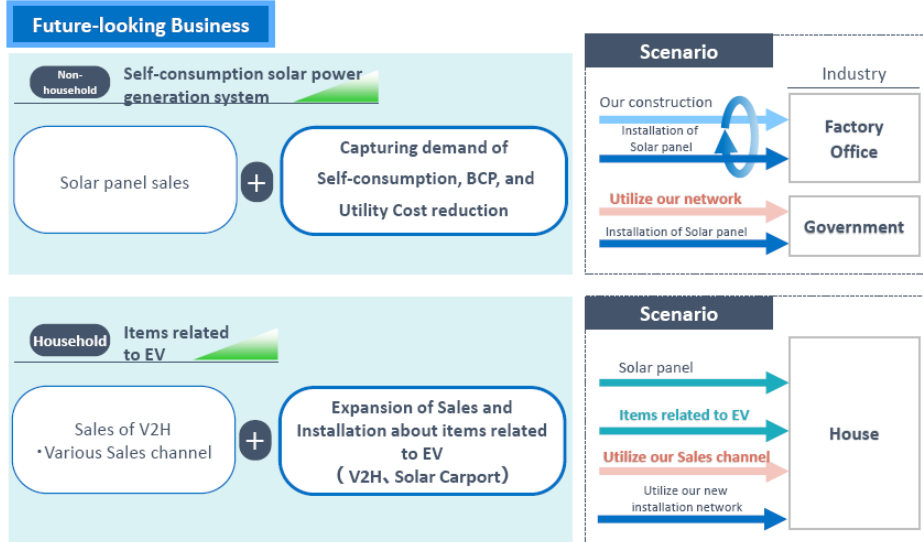 Future-looking Business
Non-
household
Self-consumption solar power
generation system
Solar panel sales
+
Capturing demand of
Self-consumption, BCP, and
Utility Cost reduction
Scenario
Industry
Our construction
Installation of
Solar panel
Factory
Office
Utilize our network
Installation of Solar panel
Government
Household
Items related
to EV
Sales of V2H
・Various Sales channel
+
Expansion of Sales and
Installation about items related
to EV
（V2H、Solar Carport）
Scenario
Solar panel
Items related to EV
Utilize our Sales channel
Utilize our new
installation network
House